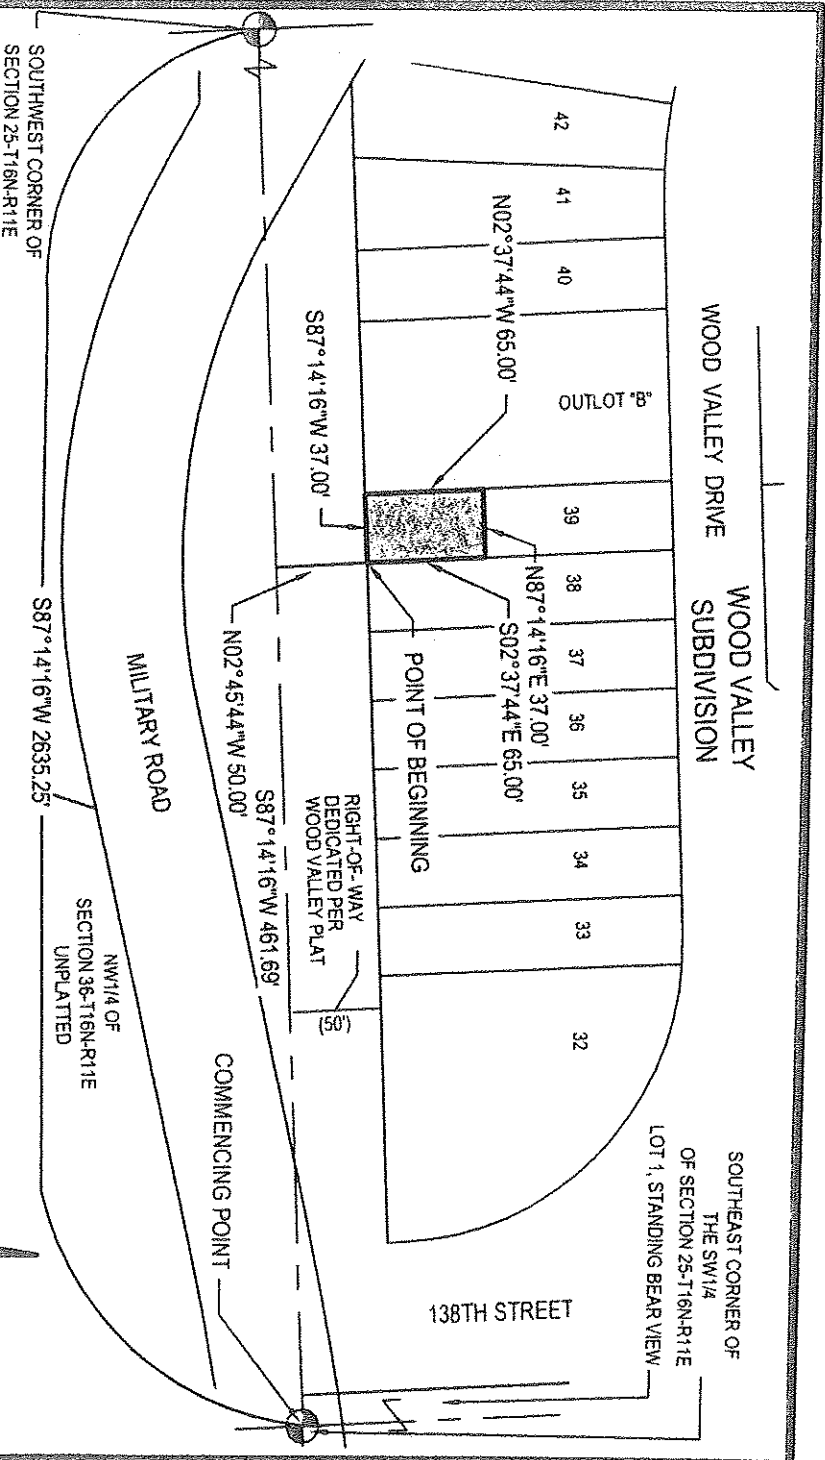 WOOD VALLEY
SUBDIVISION
WOOD VALLEY DRIVE
SOUTHEAST CORNER OF
THE SW1/4
OF SECTION 25-T16N-R11E
LOT 1, STANDING BEAR VIEW
42
41
40
OUTLOT "B"
39
38
37
36
35
34
33
32
138TH STREET
N02°37'44"W 65.00'
N87°14'16"E 37.00'
S02°37'44"E 65.00'
S87°14'16"W 37.00'
POINT OF BEGINNING
RIGHT-OF-WAY
DEDICATED PER
WOOD VALLEY PLAT
(50')
N02°45'44"W 50.00'
S87°14'16"W 461.69'
COMMENCING POINT
MILITARY ROAD
NW1/4 OF
SECTION 36-T16N-R11E
UNPLATTED
S87°14'16"W 2635.25'
SOUTHWEST CORNER OF
SECTION 25-T16N-R11E